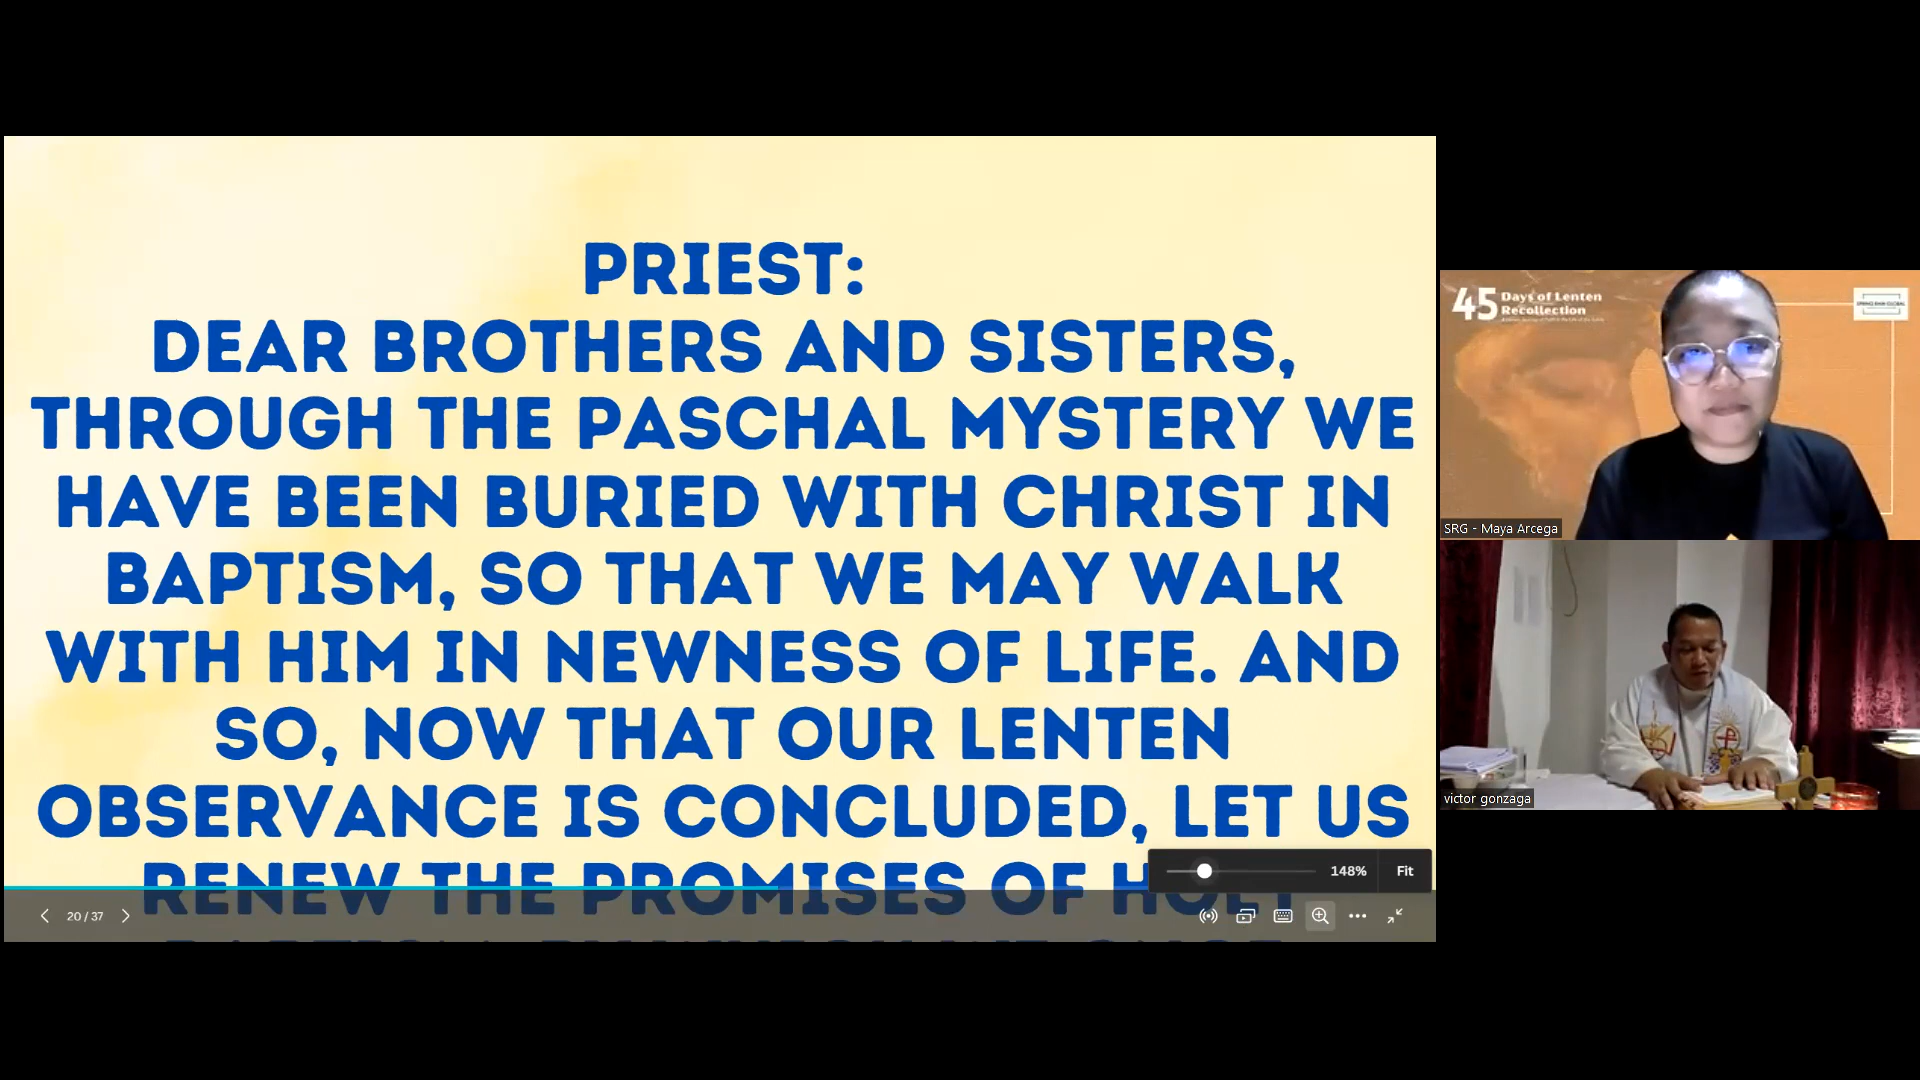 PRIEST:
DEAR BROTHERS AND SISTERS,
THROUGH THE PASCHAL MYSTERY WE
HAVE BEEN BURIED WITH CHRIST IN
BAPTISM, SO THAT WE MAY WALK
WITH HIM IN NEWNESS OF LIFE. AND
SO, NOW THAT OUR LENTEN
OBSERVANCE IS CONCLUDED, LET US
RENEW THE PROMISES OF HOLY
148%
Fit
20 / 37
45 Days of Lenten
Recollection
SRG - Maya Arcega
victor gonzaga